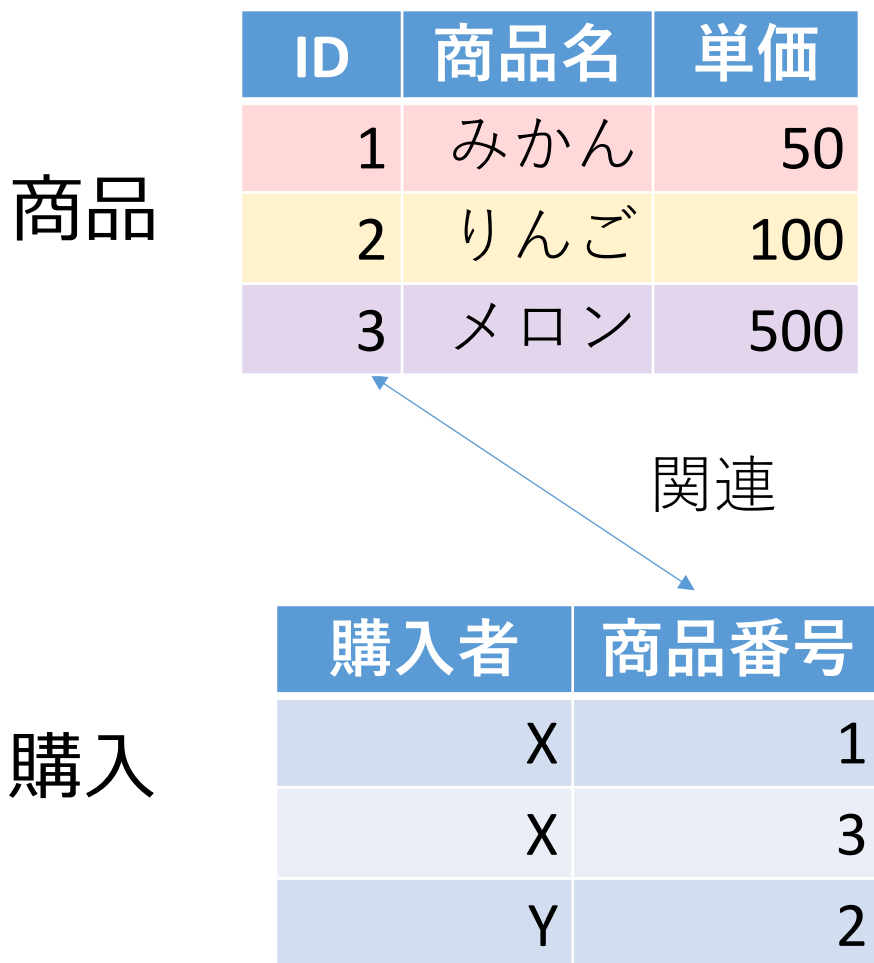 商品
ID 商品名 単価
1 みかん 50
2 りんご 100
3 メロン 500
関連
購入
購入者 商品番号
X 1
X 3
Y 2